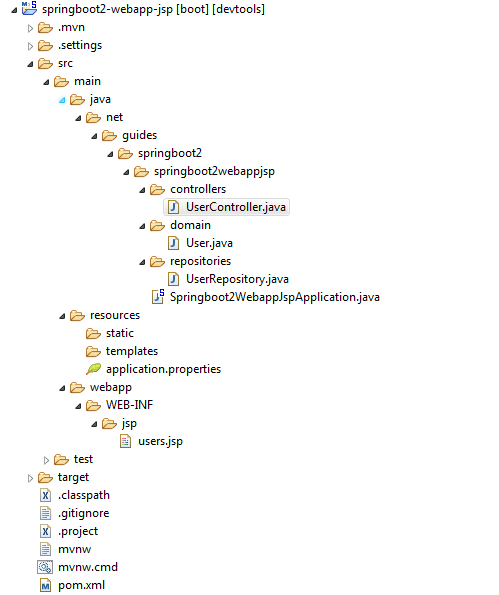 springboot2-webapp-jsp [boot] [devtools]
.mvn
.settings
src
main
java
net
guides
springboot2
springboot2webappjsp
controllers
UserController.java
domain
User.java
repositories
UserRepository.java
Springboot2WebappJspApplication.java
resources
static
templates
application.properties
webapp
WEB-INF
jsp
users.jsp
test
target
.classpath
.gitignore
.project
mvnw
mvnw.cmd
pom.xml